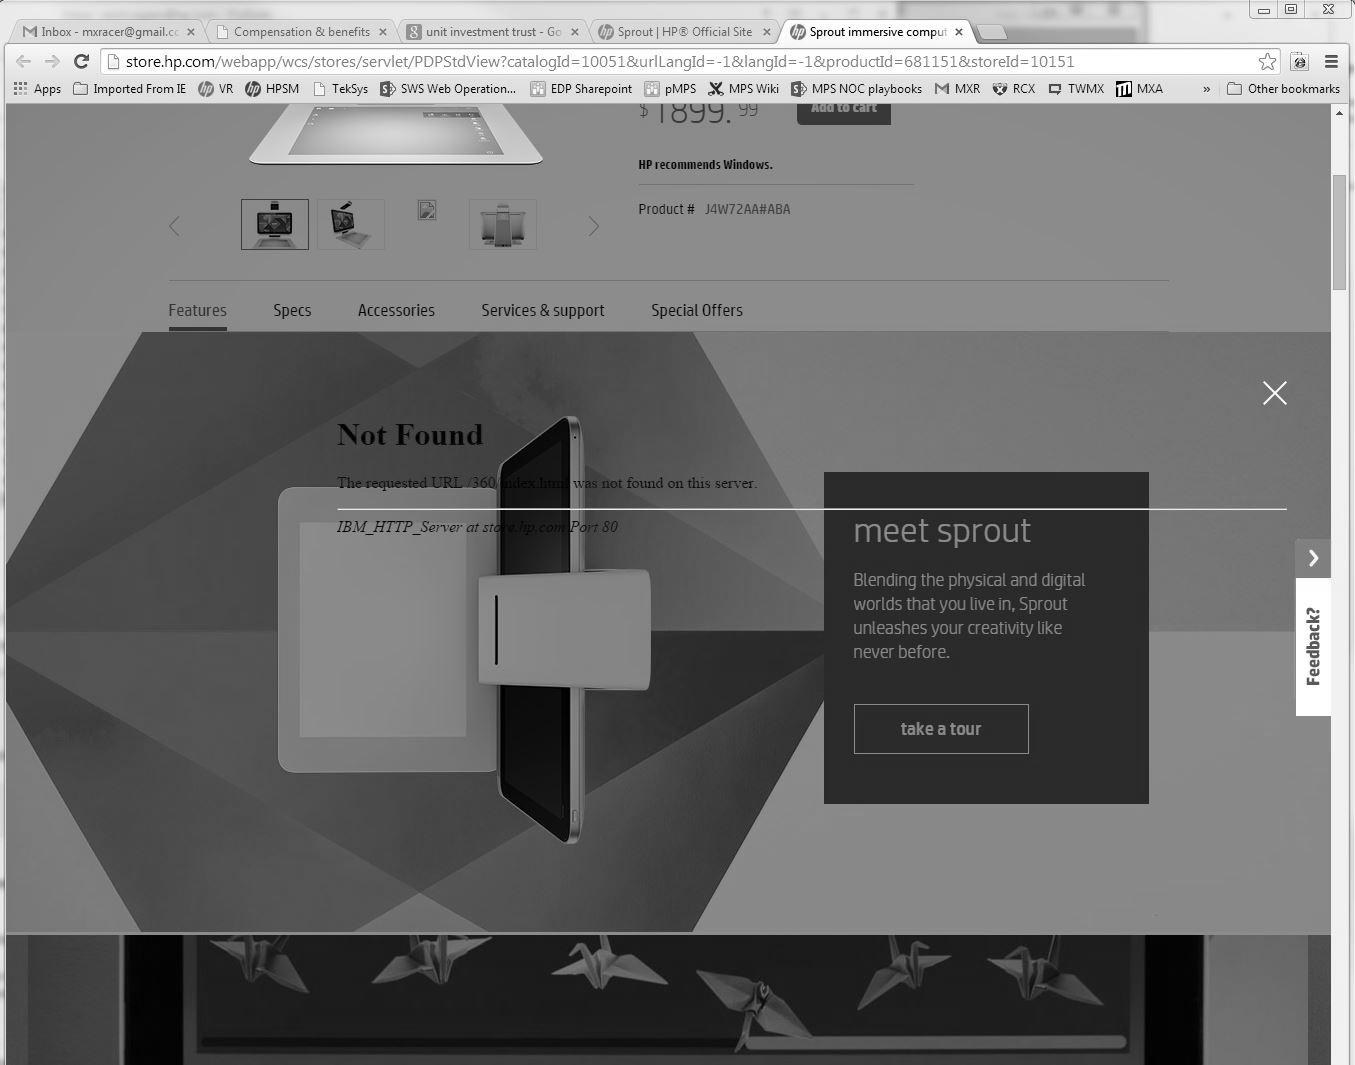 Inbox - mxracer@gmail.cc
Compensation & benefits
unit investment trust - Go
Sprout | HP® Official Site
Sprout immersive comput
store.hp.com/webapp/wcs/stores/servlet/PDPStdView?catalogId=10051&urlLangId=-1&langId=-1&productId=681151&storeId=10151
Apps Imported From IE VR HPSM TekSys SWS Web Operation... EDP Sharepoint pMPS MPS Wiki MPS NOC playbooks MXR RCX TWMX MXA » Other bookmarks
$1899.99 Add to cart
HP recommends Windows.
Product # J4W72AA#ABA
Features Specs Accessories Services & support Special Offers
Not Found
The requested URL /360/index.html was not found on this server.
IBM_HTTP_Server at store.hp.com Port 80
meet sprout
Blending the physical and digital
worlds that you live in, Sprout
unleashes your creativity like
never before.
take a tour
Feedback?